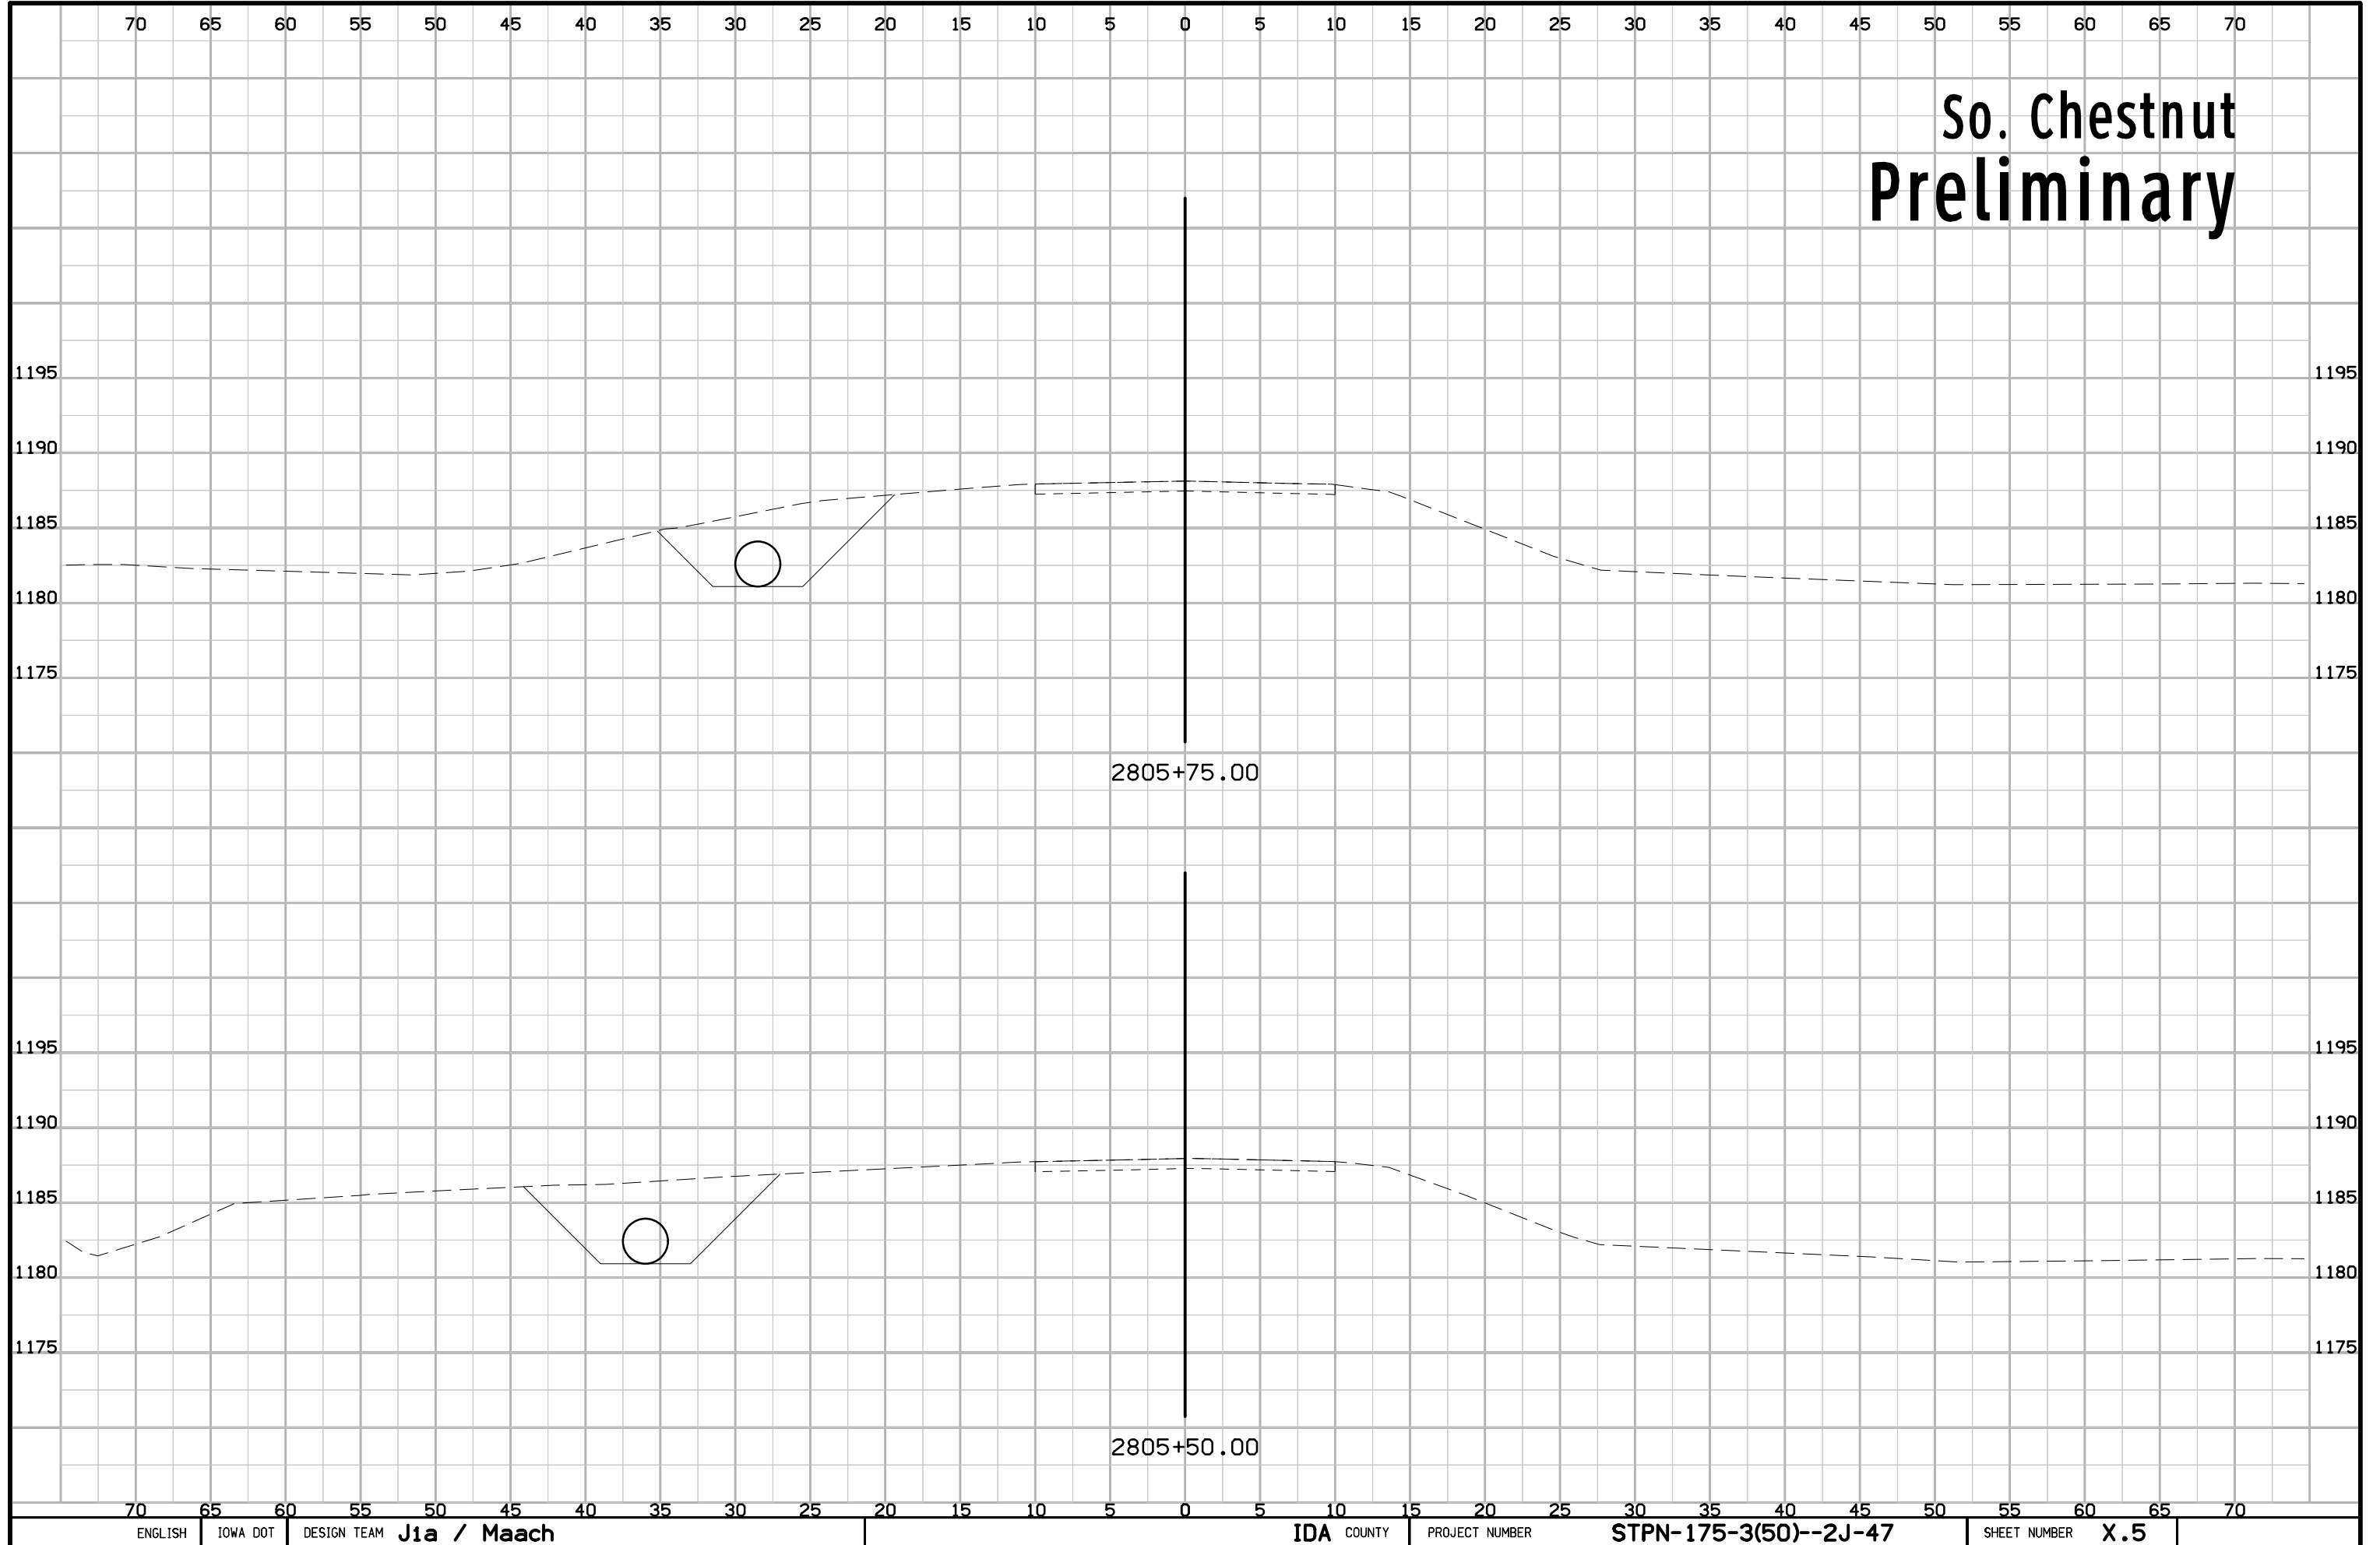 70 65 60 55 50 45 40 35 30 25 20 15 10 5 0 5 10 15 20 25 30 35 40 45 50 55 60 65 70
So. Chestnut
Preliminary
1195 1195
1190 1190
1185 1185
1180 1180
1175 1175
2805+75.00
1195 1195
1190 1190
1185 1185
1180 1180
1175 1175
2805+50.00
70 65 60 55 50 45 40 35 30 25 20 15 10 5 0 5 10 15 20 25 30 35 40 45 50 55 60 65 70
ENGLISH IOWA DOT DESIGN TEAM Jia / Maach IDA COUNTY PROJECT NUMBER STPN-175-3(50)--2J-47 SHEET NUMBER X.5